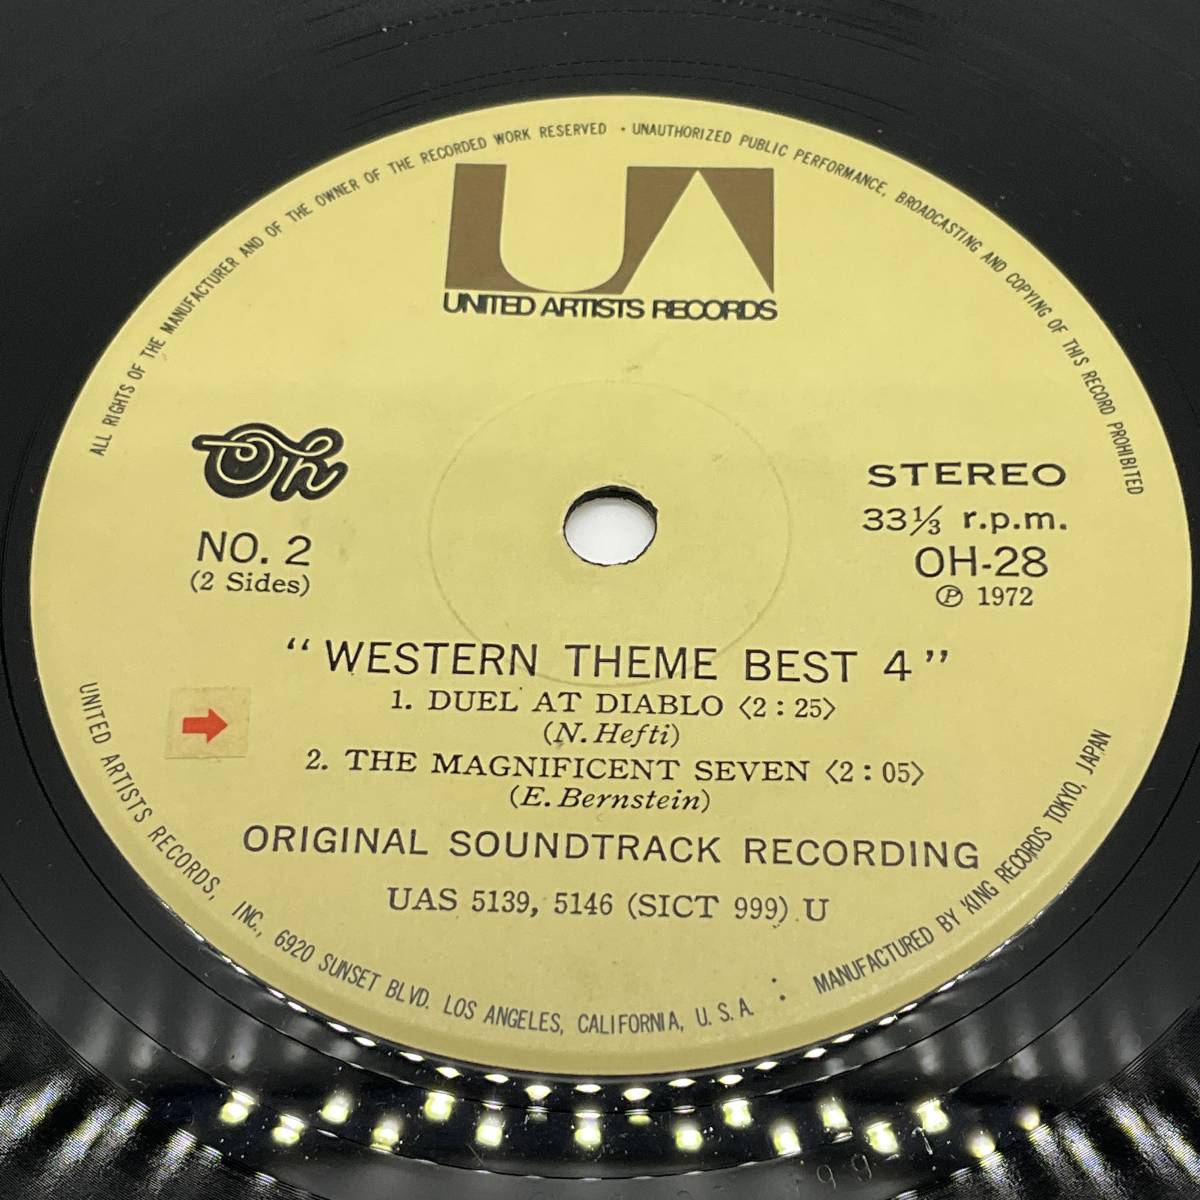 ALL RIGHTS OF THE MANUFACTURER AND OF THE OWNER OF THE RECORDED WORK RESERVED • UNAUTHORIZED PUBLIC PERFORMANCE, BROADCASTING AND COPYING OF THIS RECORD PROHIBITED
UA
UNITED ARTISTS RECORDS
Oh
NO. 2
(2 Sides)
STEREO
33⅓ r.p.m.
OH-28
Ⓟ 1972
“WESTERN THEME BEST 4”
1. DUEL AT DIABLO 〈2 : 25〉
(N. Hefti)
2. THE MAGNIFICENT SEVEN 〈2 : 05〉
(E. Bernstein)
ORIGINAL SOUNDTRACK RECORDING
UAS 5139, 5146 (SICT 999) U
UNITED ARTISTS RECORDS, INC., 6920 SUNSET BLVD. LOS ANGELES, CALIFORNIA, U. S. A. : MANUFACTURED BY KING RECORDS TOKYO, JAPAN